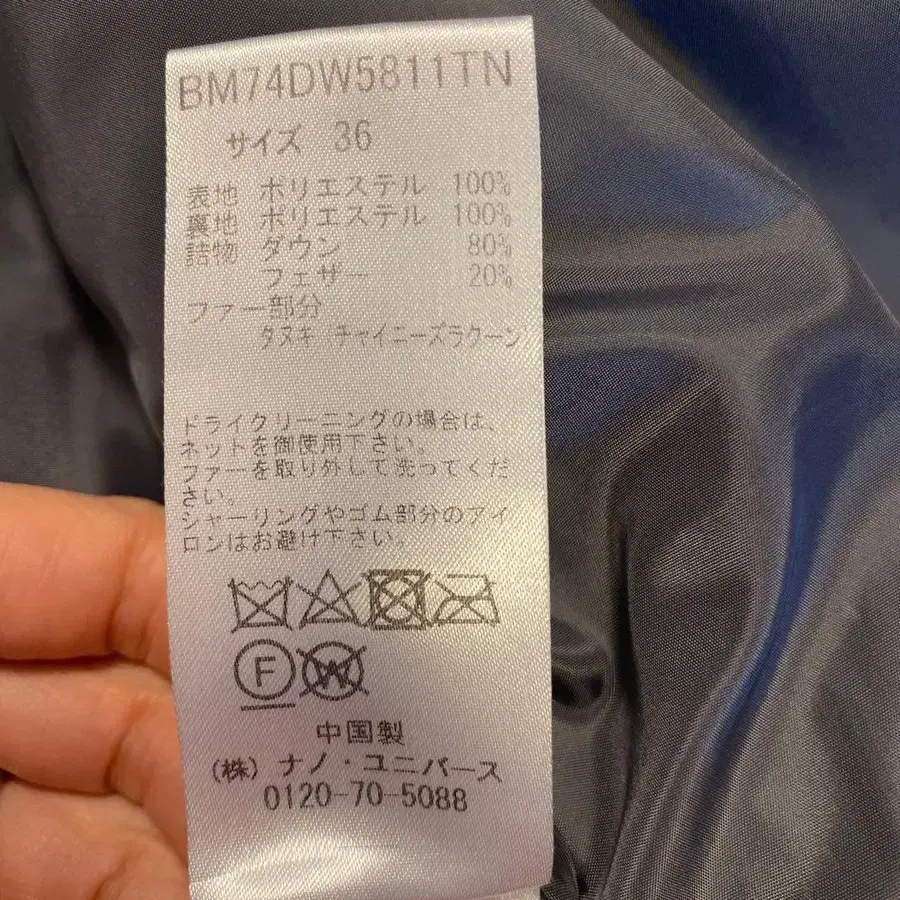 BM74DW5811TN
サイズ 36
表地 ポリエステル 100%
裏地 ポリエステル 100%
詰物 ダウン 80%
フェザー 20%
ファー部分
タヌキ(チャイニーズラクーン
ドライクリーニングの場合は、
ネットを御使用下さい。
ファーを取り外して洗ってくだ
さい。
シャーリングやゴム部分のアイ
ロンはお避け下さい。
F W
中国製
(株) ナノ・ユニバース
0120-70-5088